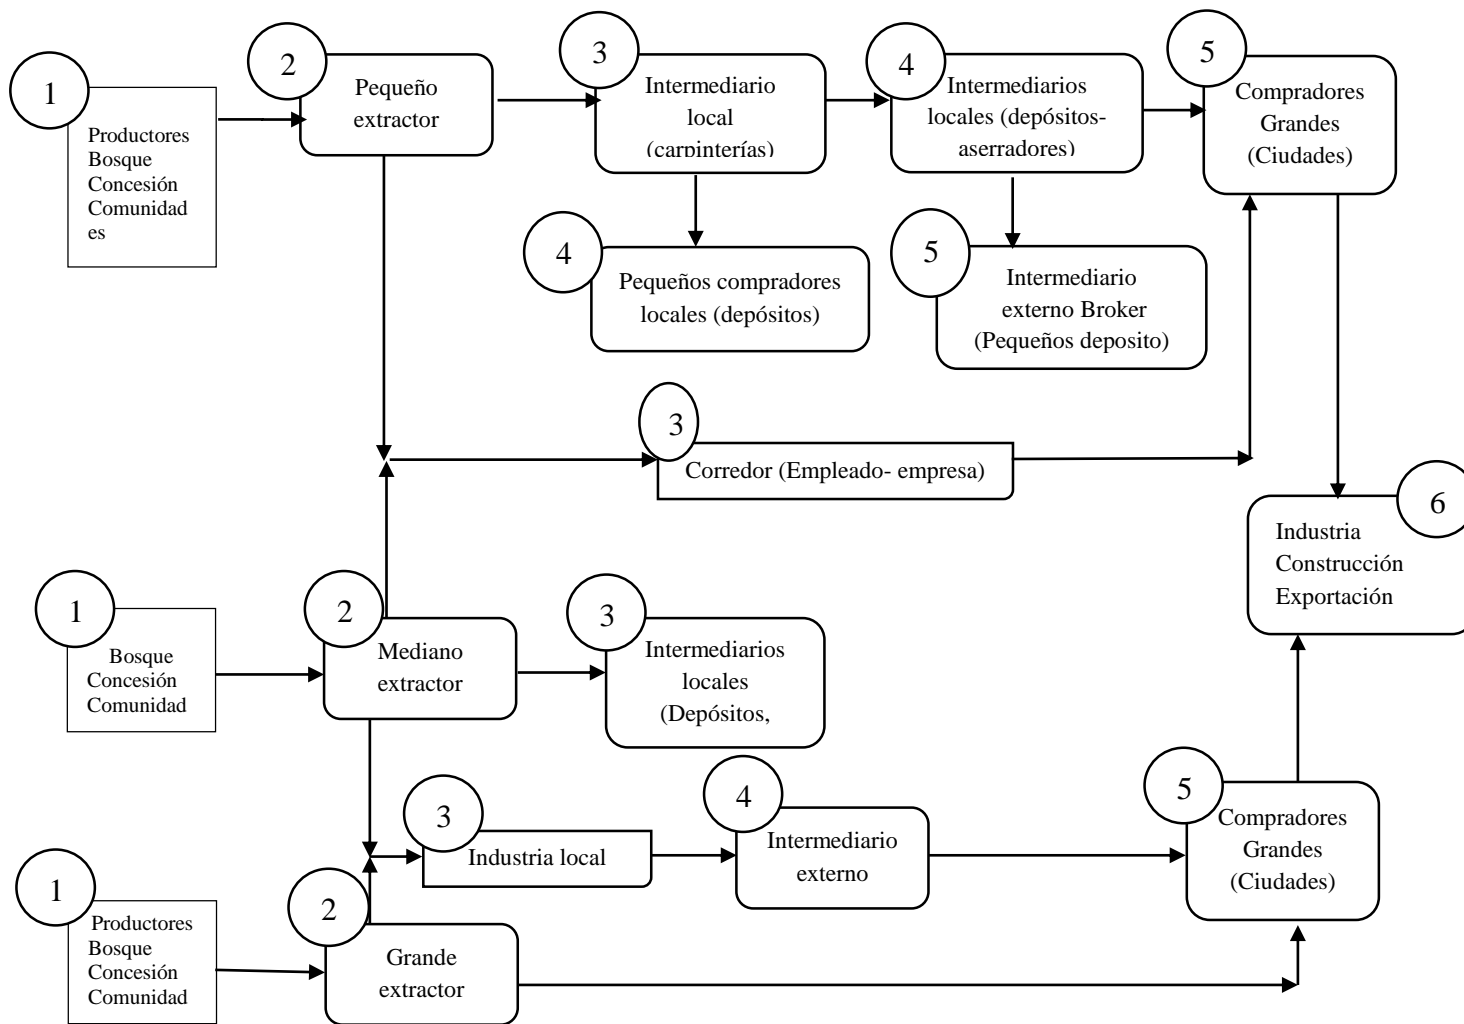 1
Productores
Bosque
Concesión
Comunidad
es
2
Pequeño
extractor
3
Intermediario
local
(carpinterías)
4
Intermediarios
locales (depósitos-
aserradores)
5
Compradores
Grandes
(Ciudades)
4
Pequeños compradores
locales (depósitos)
5
Intermediario
externo Broker
(Pequeños deposito)
3
Corredor (Empleado- empresa)
6
Industria
Construcción
Exportación
1
Bosque
Concesión
Comunidad
2
Mediano
extractor
3
Intermediarios
locales
(Depósitos,
3
Industria local
4
Intermediario
externo
5
Compradores
Grandes
(Ciudades)
1
Productores
Bosque
Concesión
Comunidad
2
Grande
extractor